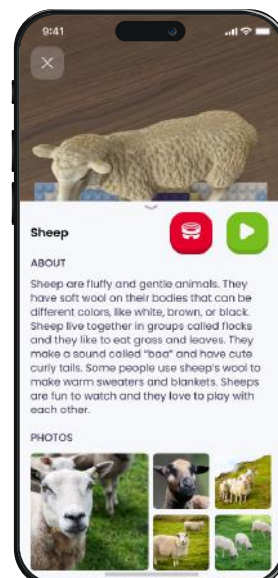 9:41
Sheep
ABOUT
Sheep are fluffy and gentle animals. They
have soft wool on their bodies that can be
different colors, like white, brown, or black.
Sheep live together in groups called flocks
and they like to eat grass and leaves. They
make a sound called "baa" and have cute
curly tails. Some people use sheep's wool to
make warm sweaters and blankets. Sheeps
are fun to watch and they love to play with
each other.
PHOTOS